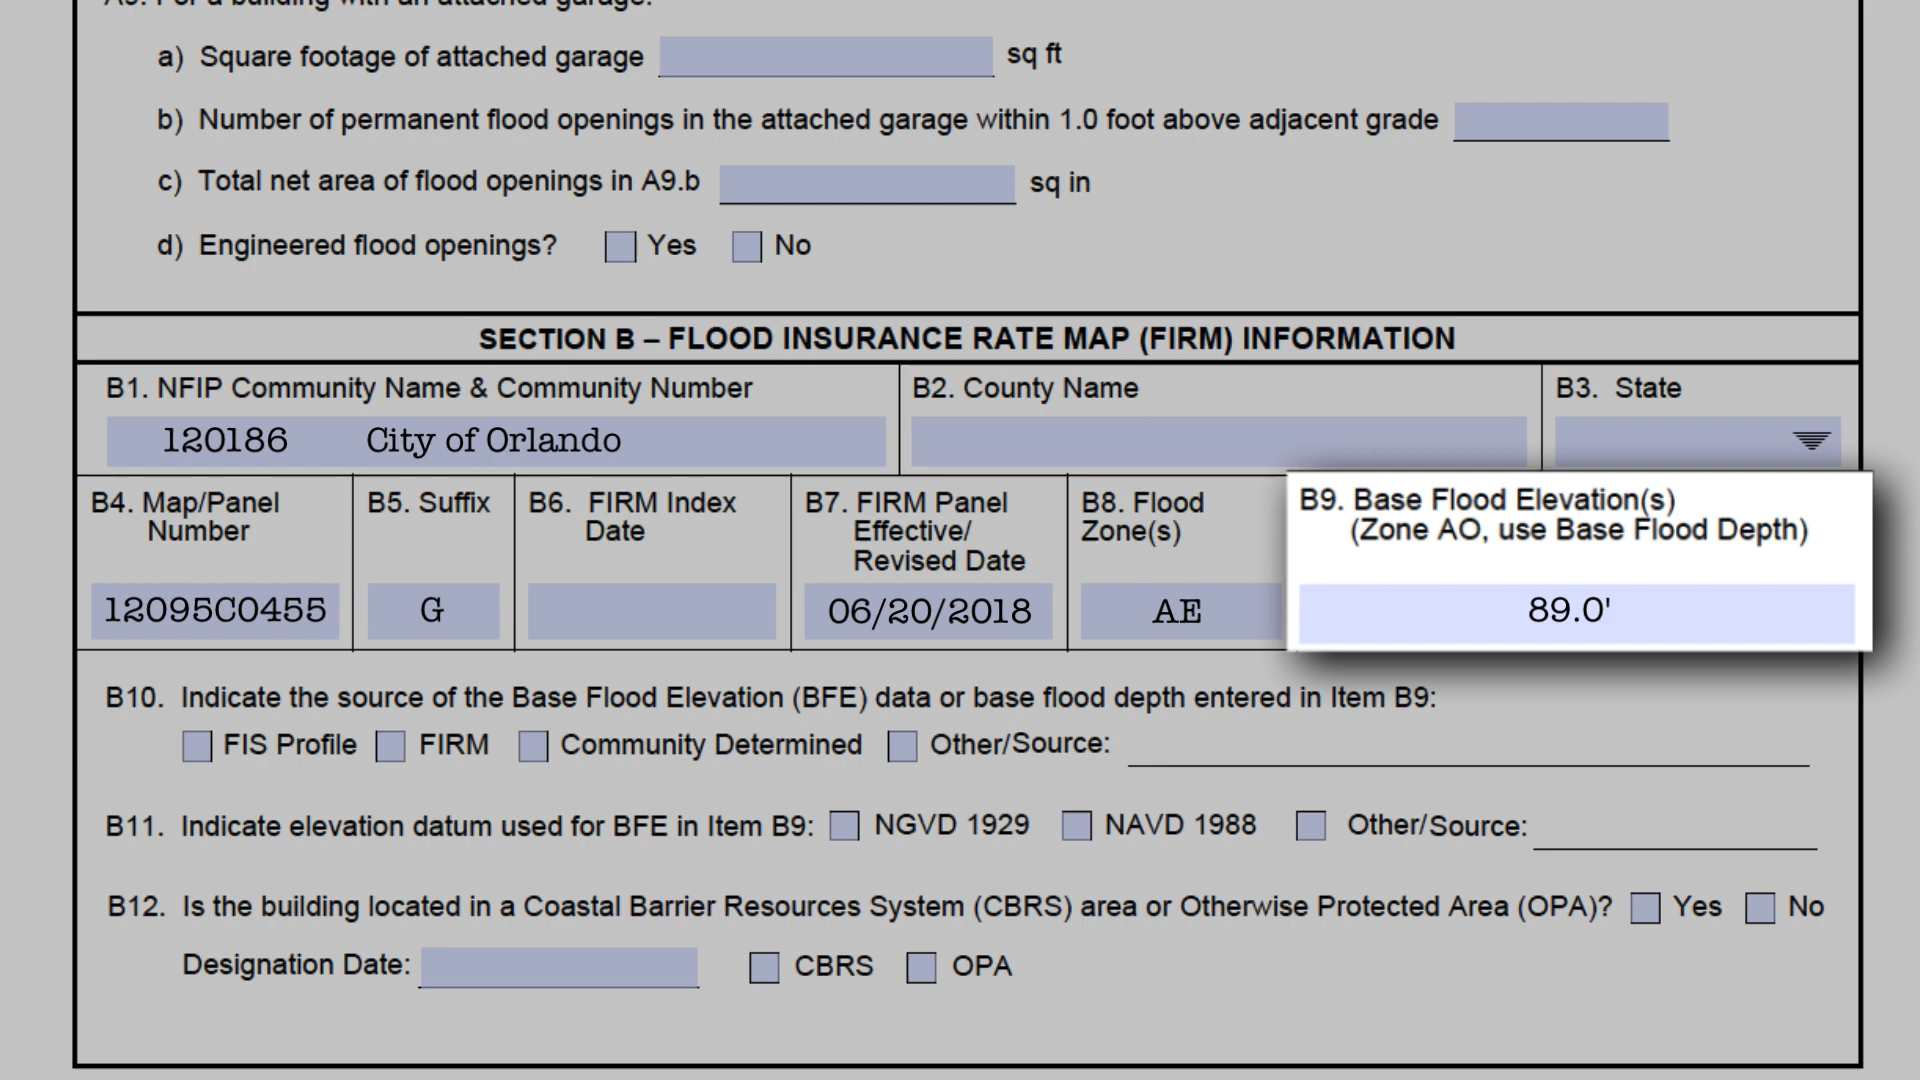 A9. For a building with an attached garage:
a) Square footage of attached garage sq ft
b) Number of permanent flood openings in the attached garage within 1.0 foot above adjacent grade
c) Total net area of flood openings in A9.b sq in
d) Engineered flood openings? Yes No
SECTION B – FLOOD INSURANCE RATE MAP (FIRM) INFORMATION
B1. NFIP Community Name & Community Number
120186 City of Orlando
B2. County Name
B3. State
B4. Map/Panel
Number
12095C0455
B5. Suffix
G
B6. FIRM Index
Date
B7. FIRM Panel
Effective/
Revised Date
06/20/2018
B8. Flood
Zone(s)
AE
B9. Base Flood Elevation(s)
(Zone AO, use Base Flood Depth)
89.0'
B10. Indicate the source of the Base Flood Elevation (BFE) data or base flood depth entered in Item B9:
FIS Profile FIRM Community Determined Other/Source:
B11. Indicate elevation datum used for BFE in Item B9: NGVD 1929 NAVD 1988 Other/Source:
B12. Is the building located in a Coastal Barrier Resources System (CBRS) area or Otherwise Protected Area (OPA)? Yes No
Designation Date: CBRS OPA